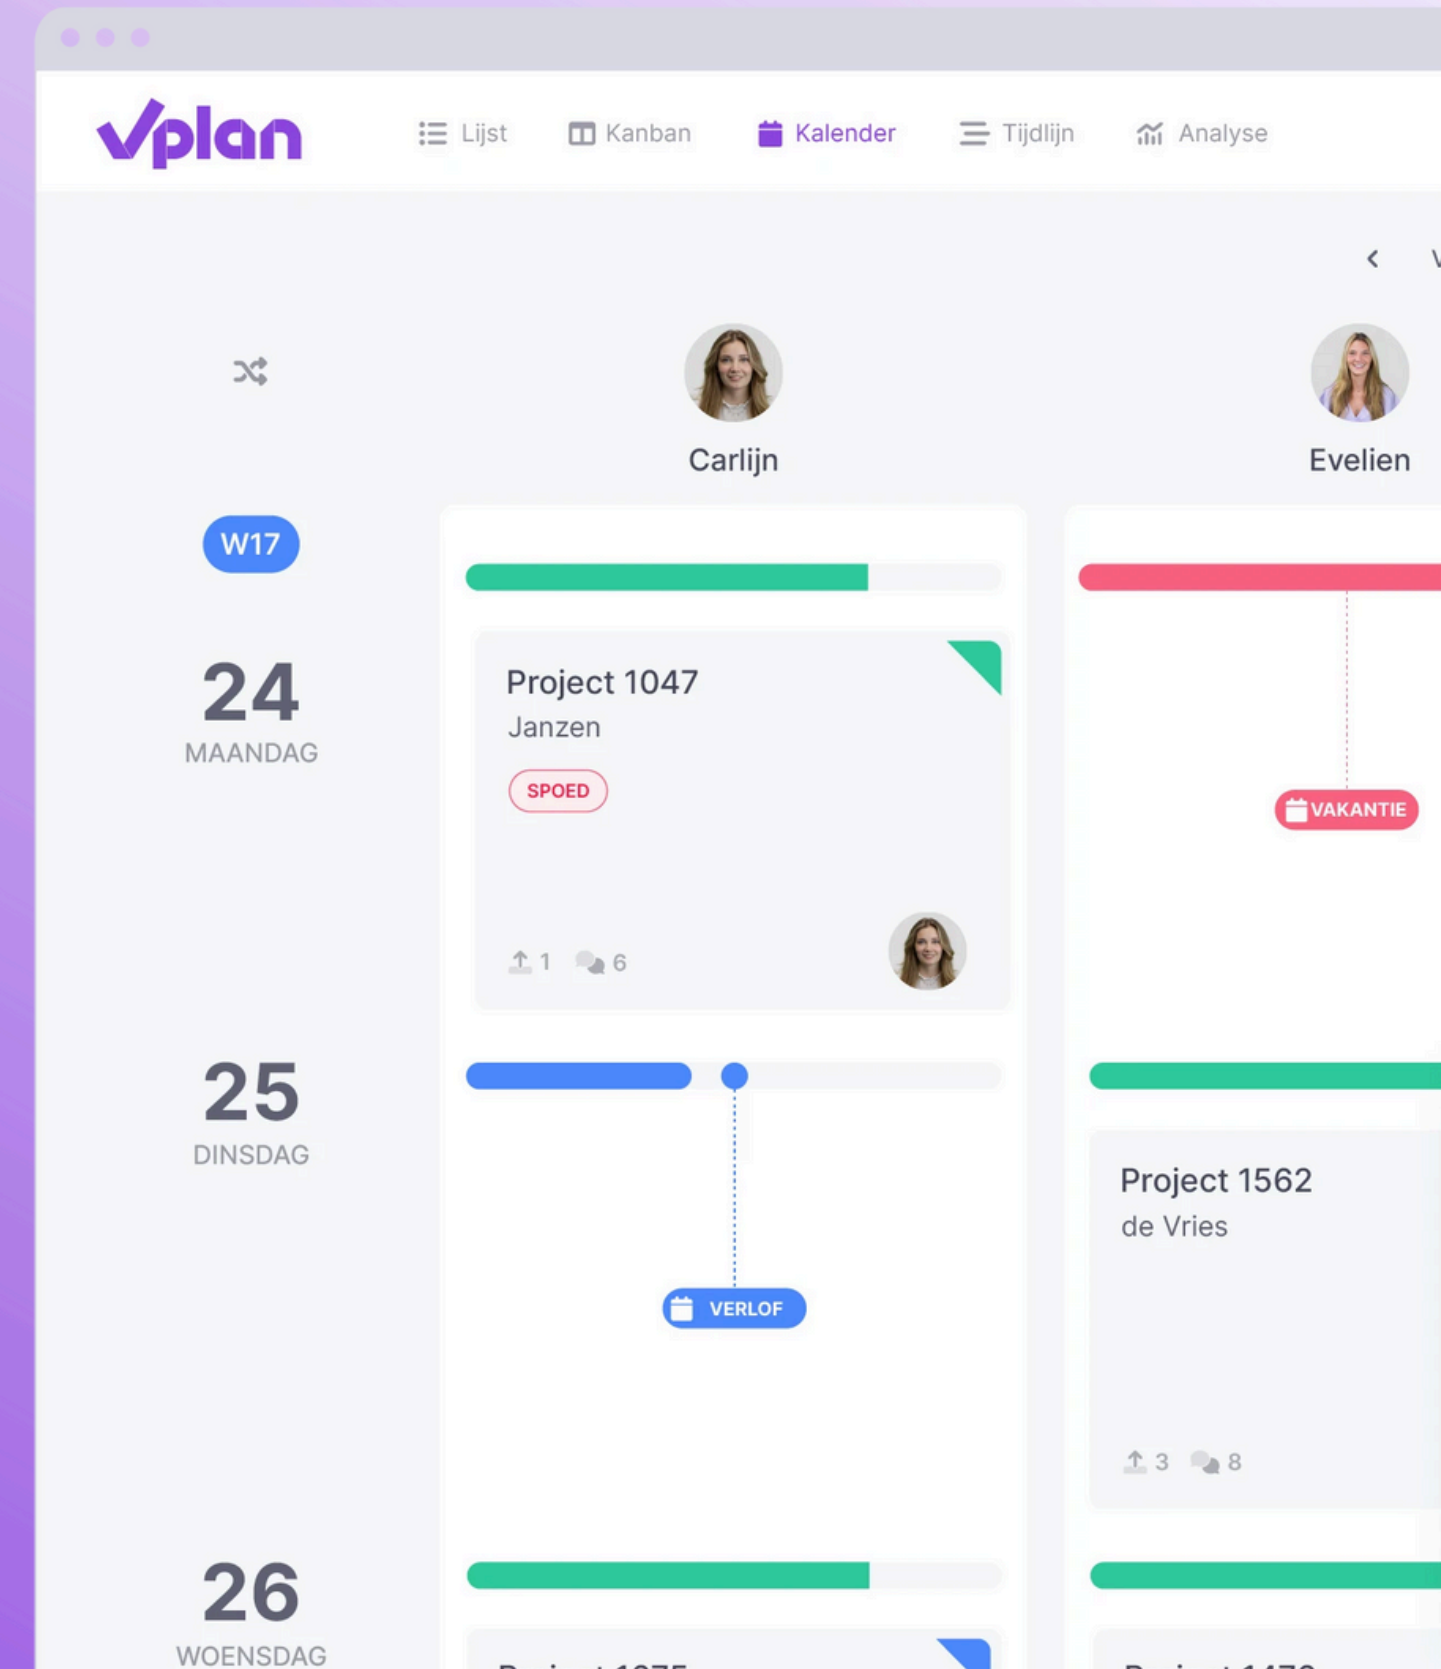 vplan
Lijst
Kanban
Kalender
Tijdlijn
Analyse
Carlijn
Evelien
W17
24
MAANDAG
Project 1047
Janzen
SPOED
1
6
VAKANTIE
25
DINSDAG
VERLOF
Project 1562
de Vries
3
8
26
WOENSDAG